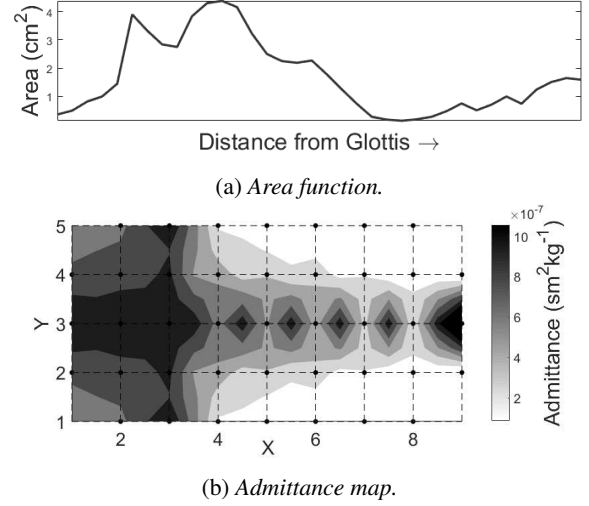 Area (cm²)
4
3
2
1
Distance from Glottis →
(a) Area function.
Y
5
4
3
2
1
2 4 6 8
X
×10⁻⁷
10
8
6
4
2
Admittance (sm²kg⁻¹)
(b) Admittance map.